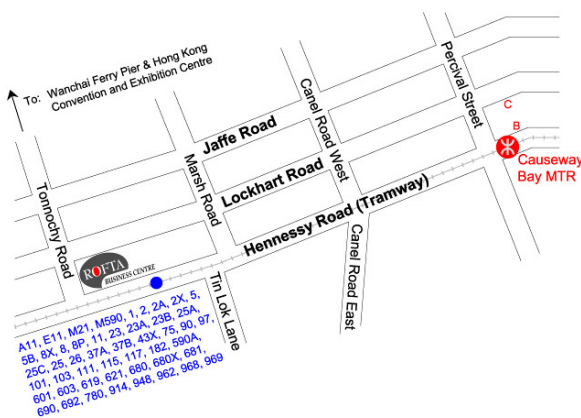 To: Wanchai Ferry Pier & Hong Kong
Convention and Exhibition Centre
Canel Road West
Percival Street
C
B
Causeway
Bay MTR
Jaffe Road
Marsh Road
Lockhart Road
Hennessy Road (Tramway)
Tonnochy Road
ROFTA
BUSINESS CENTRE
Tin Lok Lane
Canel Road East
A11, E11, M21, M590, 1, 2, 2A, 2X, 5,
5B, 8X, 8, 8P, 11, 23, 23A, 23B, 25A,
25C, 25, 26, 37A, 37B, 43X, 75, 90, 97,
101, 103, 111, 115, 117, 182, 590A,
601, 603, 619, 621, 680, 680X, 681,
690, 692, 780, 914, 948, 962, 968, 969